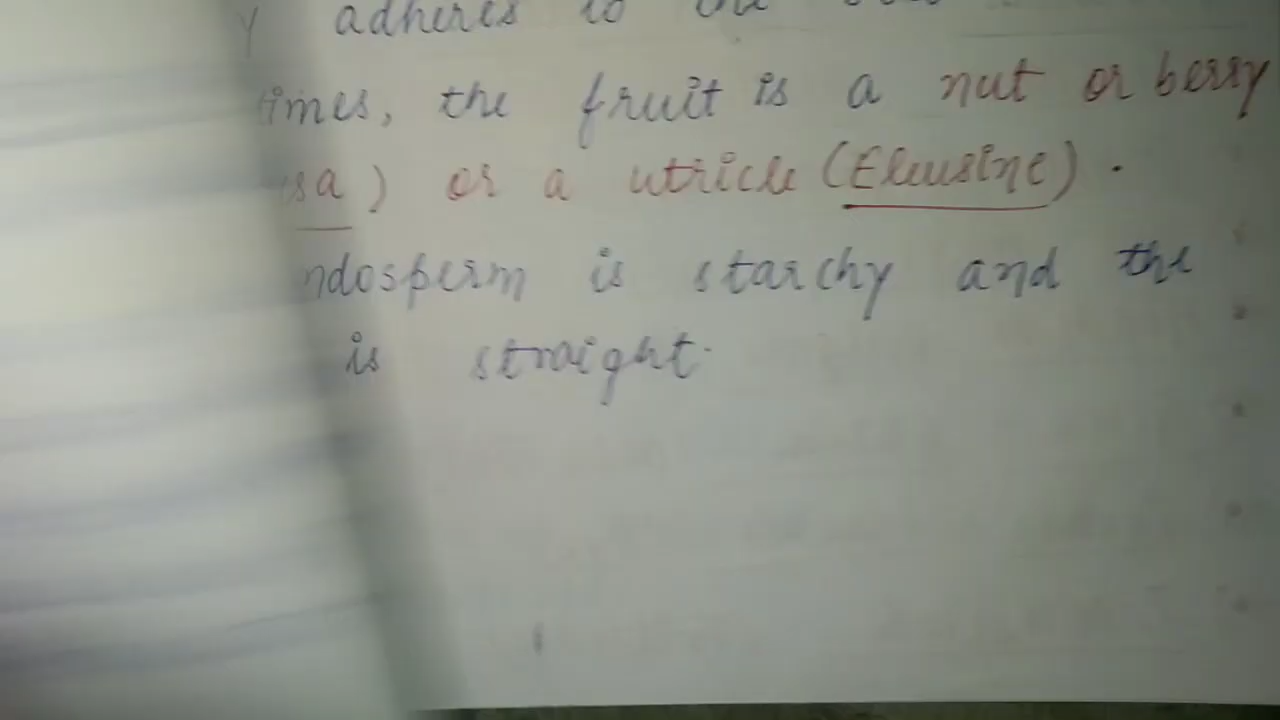 adheres to
times, the fruit is a nut or berry
sa) or a utricle (Eleusine).
ndosperm is starchy and the
is straight.